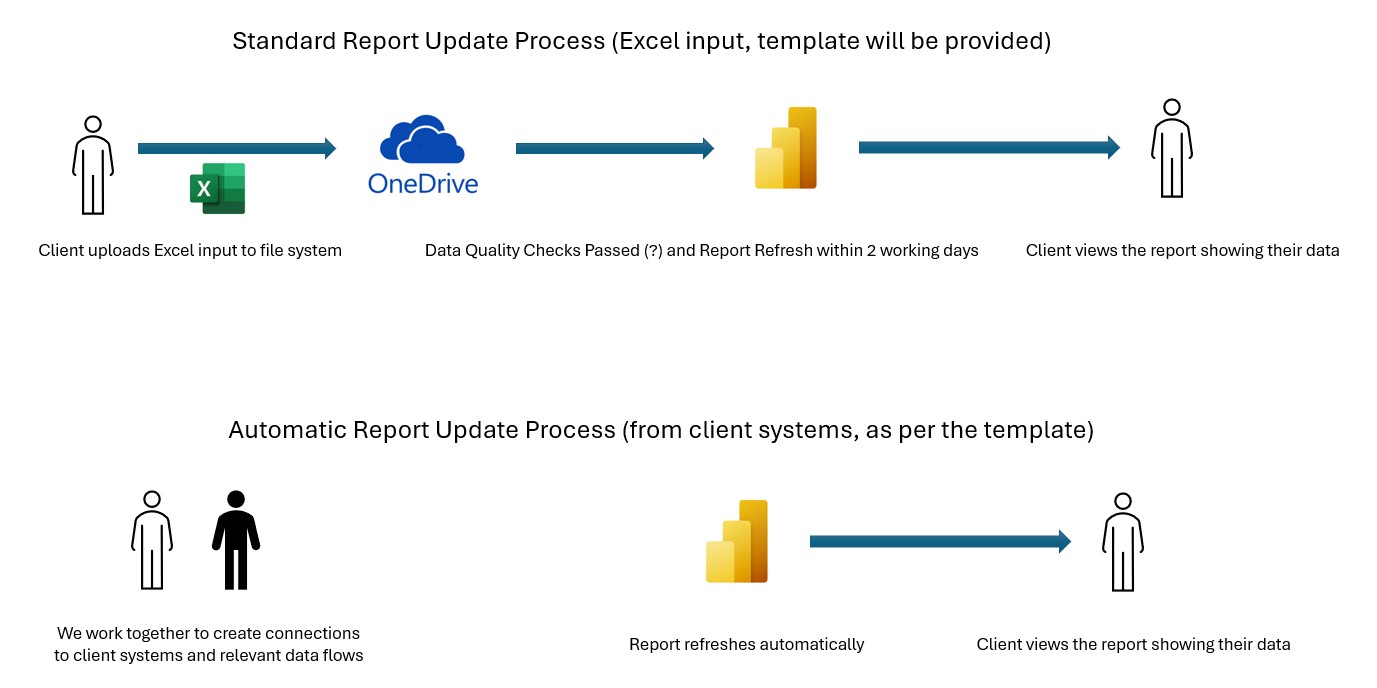 Standard Report Update Process (Excel input, template will be provided)
X
OneDrive
Client uploads Excel input to file system
Data Quality Checks Passed (?) and Report Refresh within 2 working days
Client views the report showing their data
Automatic Report Update Process (from client systems, as per the template)
We work together to create connections
to client systems and relevant data flows
Report refreshes automatically
Client views the report showing their data